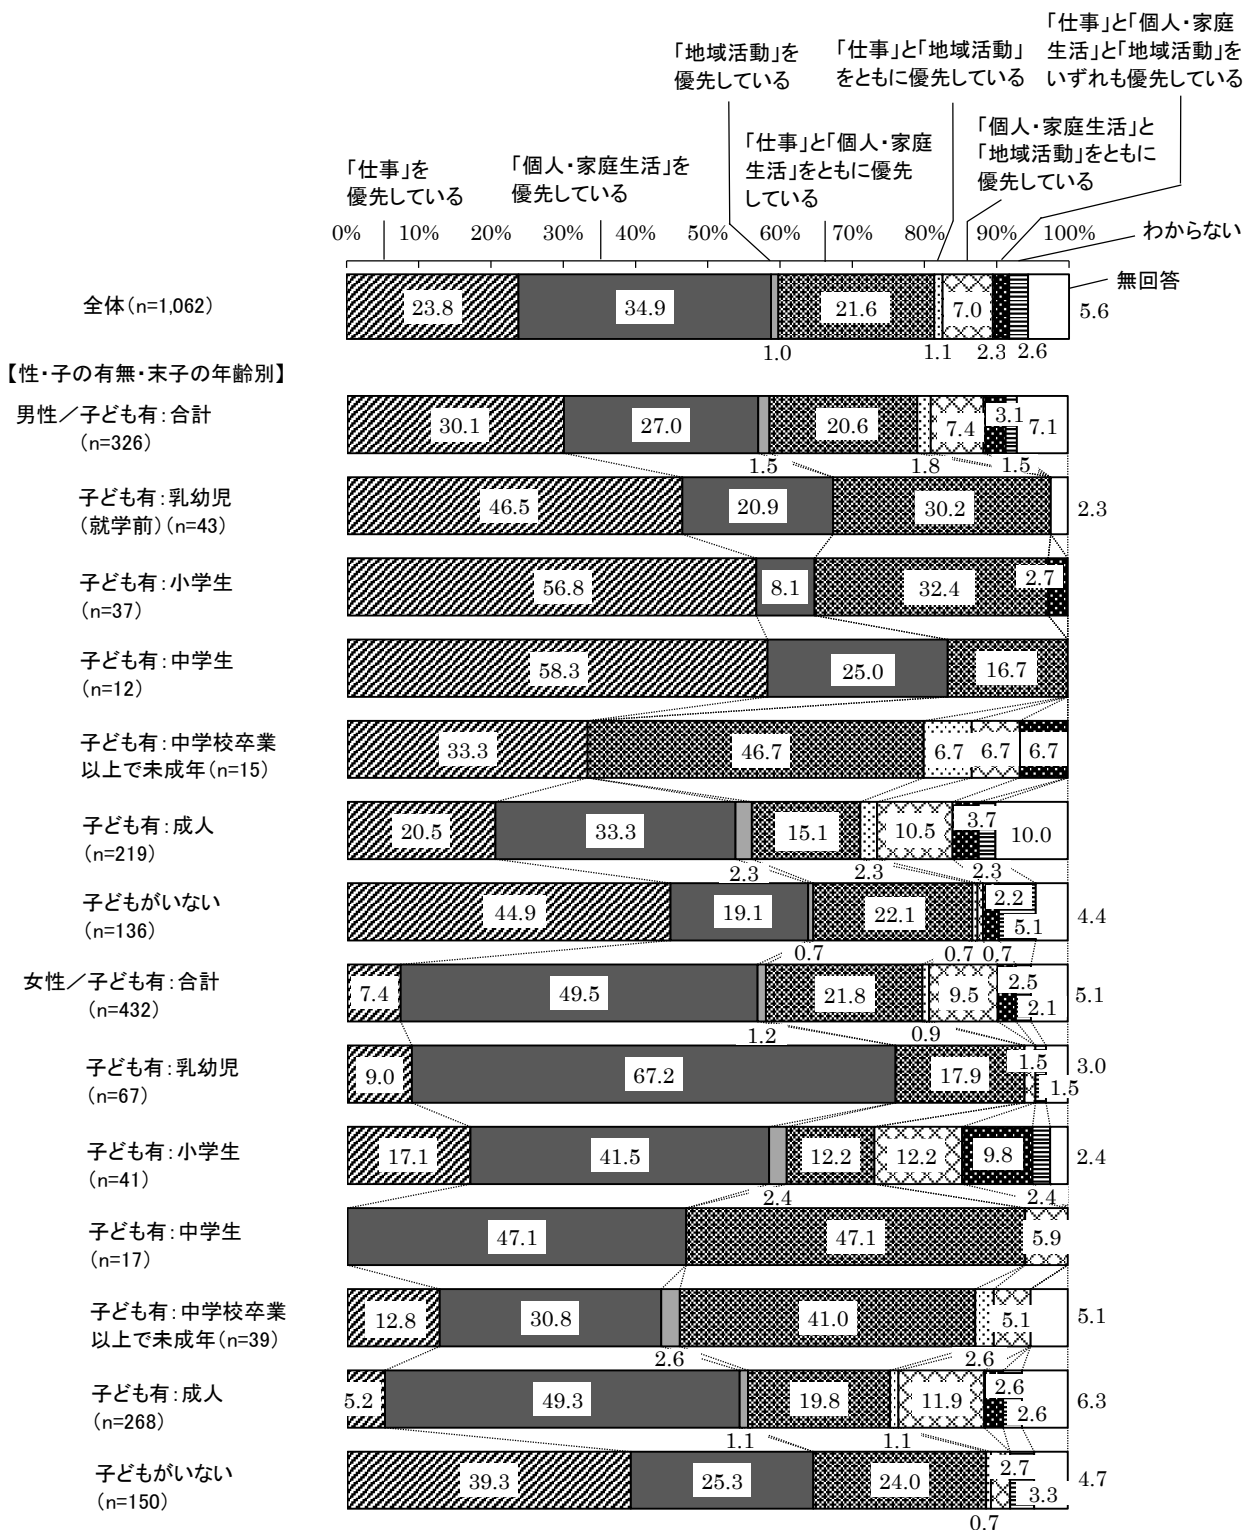 「仕事」と「個人・家庭
生活」と「地域活動」を
いずれも優先している
「地域活動」を
優先している
「仕事」と「地域活動」
をともに優先している
「個人・家庭生活」と
「地域活動」をともに
優先している
「仕事」と「個人・家庭
生活」をともに優先
している
「仕事」を
優先している
「個人・家庭生活」を
優先している
わからない
0% 10% 20% 30% 40% 50% 60% 70% 80% 90% 100%
無回答
全体(n=1,062)
23.8 34.9 21.6 7.0 5.6
1.0 1.1 2.3 2.6
【性・子の有無・末子の年齢別】
男性／子ども有:合計
(n=326)
30.1 27.0 20.6 7.4 3.1 7.1
1.5 1.8 1.5
子ども有:乳幼児
(就学前)(n=43)
46.5 20.9 30.2 2.3
子ども有:小学生
(n=37)
56.8 8.1 32.4 2.7
子ども有:中学生
(n=12)
58.3 25.0 16.7
子ども有:中学校卒業
以上で未成年(n=15)
33.3 46.7 6.7 6.7 6.7
子ども有:成人
(n=219)
20.5 33.3 15.1 10.5 3.7 10.0
2.3 2.3 2.3
子どもがいない
(n=136)
44.9 19.1 22.1 2.2 5.1 4.4
0.7 0.7 0.7
女性／子ども有:合計
(n=432)
7.4 49.5 21.8 9.5 2.5 2.1 5.1
1.2 0.9
子ども有:乳幼児
(n=67)
9.0 67.2 17.9 1.5 1.5 3.0
子ども有:小学生
(n=41)
17.1 41.5 12.2 12.2 9.8 2.4
2.4 2.4
子ども有:中学生
(n=17)
47.1 47.1 5.9
子ども有:中学校卒業
以上で未成年(n=39)
12.8 30.8 41.0 5.1 5.1
2.6 2.6
子ども有:成人
(n=268)
5.2 49.3 19.8 11.9 2.6 2.6 6.3
1.1 1.1
子どもがいない
(n=150)
39.3 25.3 24.0 2.7 3.3 4.7
0.7